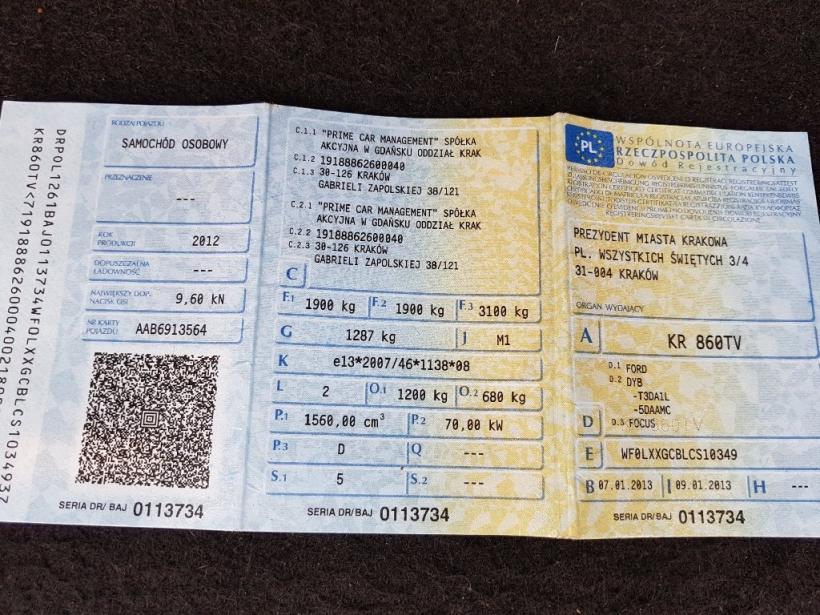 DRPOL1261BAJ0113734WF0LXXGCBLCS1034937
RODZAJ POJAZDU
SAMOCHÓD OSOBOWY
PRZEZNACZENIE
---
ROK PRODUKCJI 2012
DOPUSZCZALNA ŁADOWNOŚĆ ---
NAJWIĘKSZY DOP. NACISK OSI 9,60 kN
NR KARTY POJAZDU AAB6913564
SERIA DR/BAJ 0113734
C.1.1 "PRIME CAR MANAGEMENT" SPÓŁKA
AKCYJNA W GDAŃSKU ODDZIAŁ KRAK
C.1.2 19188862600040
C.1.3 30-126 KRAKÓW
GABRIELI ZAPOLSKIEJ 38/121
C.2.1 "PRIME CAR MANAGEMENT" SPÓŁKA
AKCYJNA W GDAŃSKU ODDZIAŁ KRAK
C.2.2 19188862600040
C.2.3 30-126 KRAKÓW
GABRIELI ZAPOLSKIEJ 38/121
C
F.1 1900 kg F.2 1900 kg F.3 3100 kg
G 1287 kg J M1
K e13*2007/46*1138*08
L 2 O.1 1200 kg O.2 680 kg
P.1 1560,00 cm³ P.2 70,00 kW
P.3 D Q ---
S.1 5 S.2 ---
SERIA DR/BAJ 0113734
PL
WSPÓLNOTA EUROPEJSKA
RZECZPOSPOLITA POLSKA
Dowód Rejestracyjny
PREZYDENT MIASTA KRAKOWA
PL. WSZYSTKICH ŚWIĘTYCH 3/4
31-004 KRAKÓW
ORGAN WYDAJĄCY
A KR 860TV
D.1 FORD
D.2 DYB
-T3DA1L
-5DAAMC
D D.3 FOCUS
E WF0LXXGCBLCS10349
B 07.01.2013 I 09.01.2013 H ---
SERIA DR/BAJ 0113734